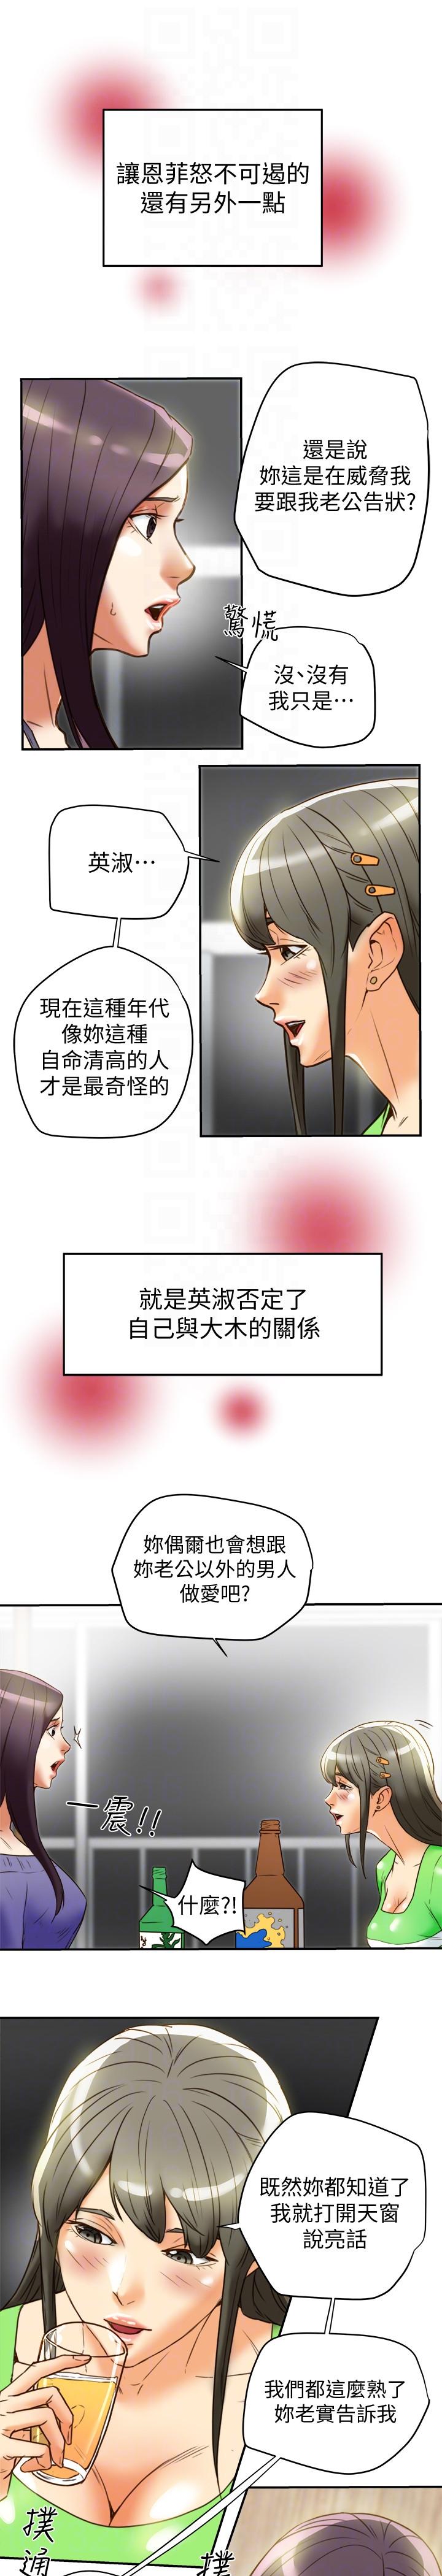 讓恩菲怒不可遏的
還有另外一點
還是說
妳這是在威脅我
要跟我老公告狀?
驚慌
沒、沒有
我只是⋯
英淑⋯
現在這種年代
像妳這種
自命清高的人
才是最奇怪的
就是英淑否定了
自己與大木的關係
妳偶爾也會想跟
妳老公以外的男人
做愛吧?
一震!!
什麼?!
既然妳都知道了
我就打開天窗
說亮話
我們都這麼熟了
妳老實告訴我
撲通
撲